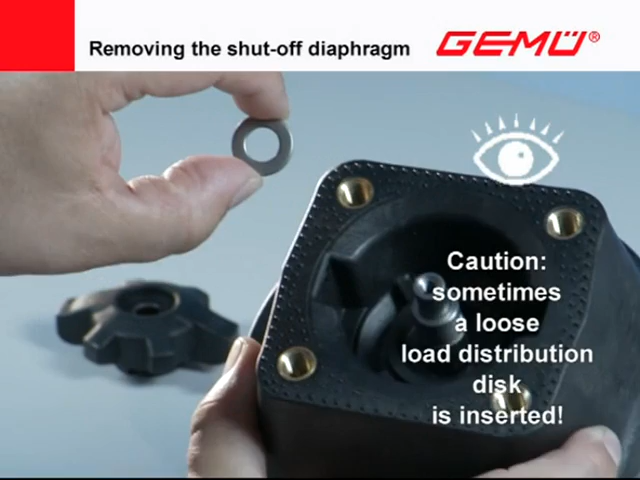 Removing the shut-off diaphragm
GEMÜ®
Caution:
sometimes
a loose
load distribution
disk
is inserted!